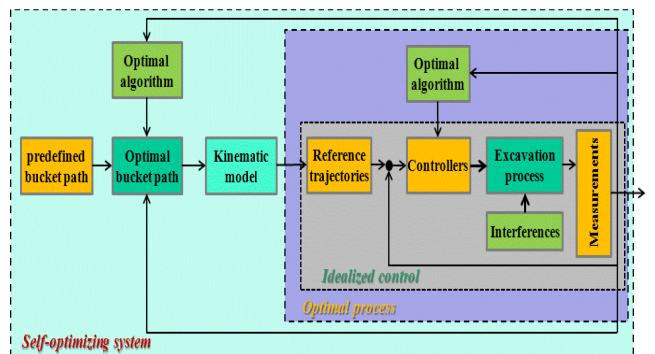 Optimal
algorithm
Optimal
algorithm
predefined
bucket path
Optimal
bucket path
Kinematic
model
Reference
trajectories
Controllers
Excavation
process
Measurements
Interferences
Idealized control
Optimal process
Self-optimizing system